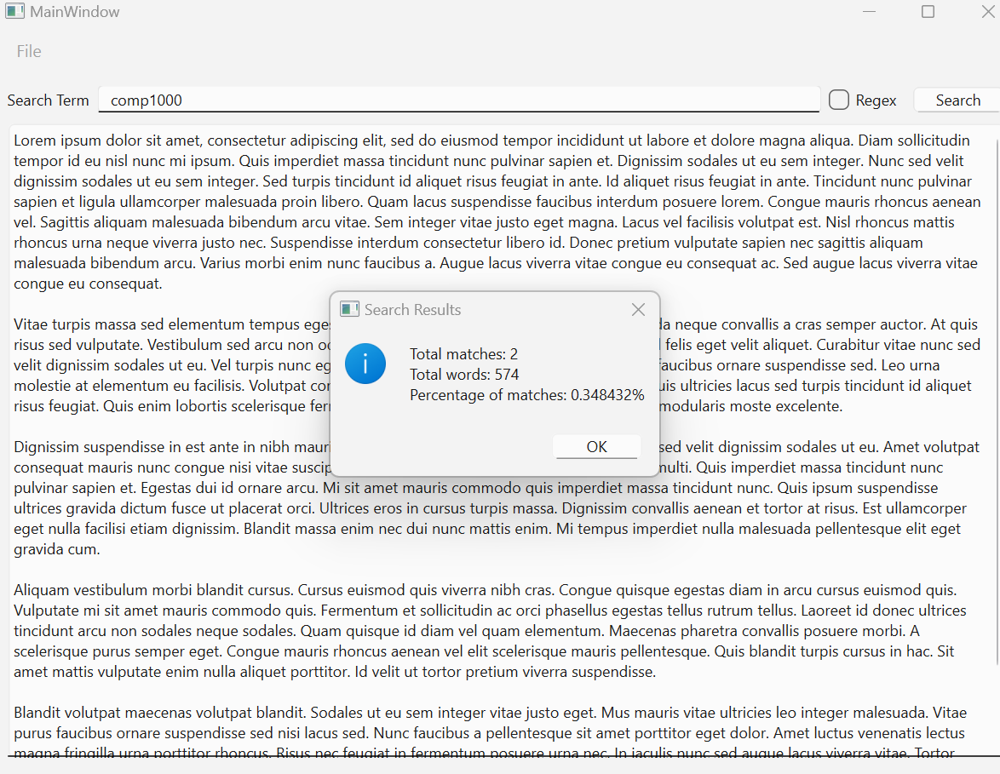 MainWindow
File
Search Term comp1000 Regex Search
Lorem ipsum dolor sit amet, consectetur adipiscing elit, sed do eiusmod tempor incididunt ut labore et dolore magna aliqua. Diam sollicitudin
tempor id eu nisl nunc mi ipsum. Quis imperdiet massa tincidunt nunc pulvinar sapien et. Dignissim sodales ut eu sem integer. Nunc sed velit
dignissim sodales ut eu sem integer. Sed turpis tincidunt id aliquet risus feugiat in ante. Id aliquet risus feugiat in ante. Tincidunt nunc pulvinar
sapien et ligula ullamcorper malesuada proin libero. Quam lacus suspendisse faucibus interdum posuere lorem. Congue mauris rhoncus aenean
vel. Sagittis aliquam malesuada bibendum arcu vitae. Sem integer vitae justo eget magna. Lacus vel facilisis volutpat est. Nisl rhoncus mattis
rhoncus urna neque viverra justo nec. Suspendisse interdum consectetur libero id. Donec pretium vulputate sapien nec sagittis aliquam
malesuada bibendum arcu. Varius morbi enim nunc faucibus a. Augue lacus viverra vitae congue eu consequat ac. Sed augue lacus viverra vitae
congue eu consequat.
Vitae turpis massa sed elementum tempus neque convallis a cras semper auctor. At quis
risus sed vulputate. Vestibulum sed arcu non felis eget velit aliquet. Curabitur vitae nunc sed
velit dignissim sodales ut eu. Vel turpis nunc faucibus ornare suspendisse sed. Leo urna
molestie at elementum eu facilisis. Volutpat ultricies lacus sed turpis tincidunt id aliquet
risus feugiat. Quis enim lobortis scelerisque modularis moste excelente.
Search Results
Total matches: 2
Total words: 574
Percentage of matches: 0.348432%
OK
Dignissim suspendisse in est ante in nibh sed velit dignissim sodales ut eu. Amet volutpat
consequat mauris nunc congue nisi vitae Quis imperdiet massa tincidunt nunc
pulvinar sapien et. Egestas dui id ornare arcu. Mi sit amet mauris commodo quis imperdiet massa tincidunt nunc. Quis ipsum suspendisse
ultrices gravida dictum fusce ut placerat orci. Ultrices eros in cursus turpis massa. Dignissim convallis aenean et tortor at risus. Est ullamcorper
eget nulla facilisi etiam dignissim. Blandit massa enim nec dui nunc mattis enim. Mi tempus imperdiet nulla malesuada pellentesque elit eget
gravida cum.
Aliquam vestibulum morbi blandit cursus. Cursus euismod quis viverra nibh cras. Congue quisque egestas diam in arcu cursus euismod quis.
Vulputate mi sit amet mauris commodo quis. Fermentum et sollicitudin ac orci phasellus egestas tellus rutrum tellus. Laoreet id donec ultrices
tincidunt arcu non sodales neque sodales. Quam quisque id diam vel quam elementum. Maecenas pharetra convallis posuere morbi. A
scelerisque purus semper eget. Congue mauris rhoncus aenean vel elit scelerisque mauris pellentesque. Quis blandit turpis cursus in hac. Sit
amet mattis vulputate enim nulla aliquet porttitor. Id velit ut tortor pretium viverra suspendisse.
Blandit volutpat maecenas volutpat blandit. Sodales ut eu sem integer vitae justo eget. Mus mauris vitae ultricies leo integer malesuada. Vitae
purus faucibus ornare suspendisse sed nisi lacus sed. Nunc faucibus a pellentesque sit amet porttitor eget dolor. Amet luctus venenatis lectus
magna fringilla urna porttitor rhoncus. Risus nec feugiat in fermentum posuere urna nec. In iaculis nunc sed augue lacus viverra vitae. Tortor